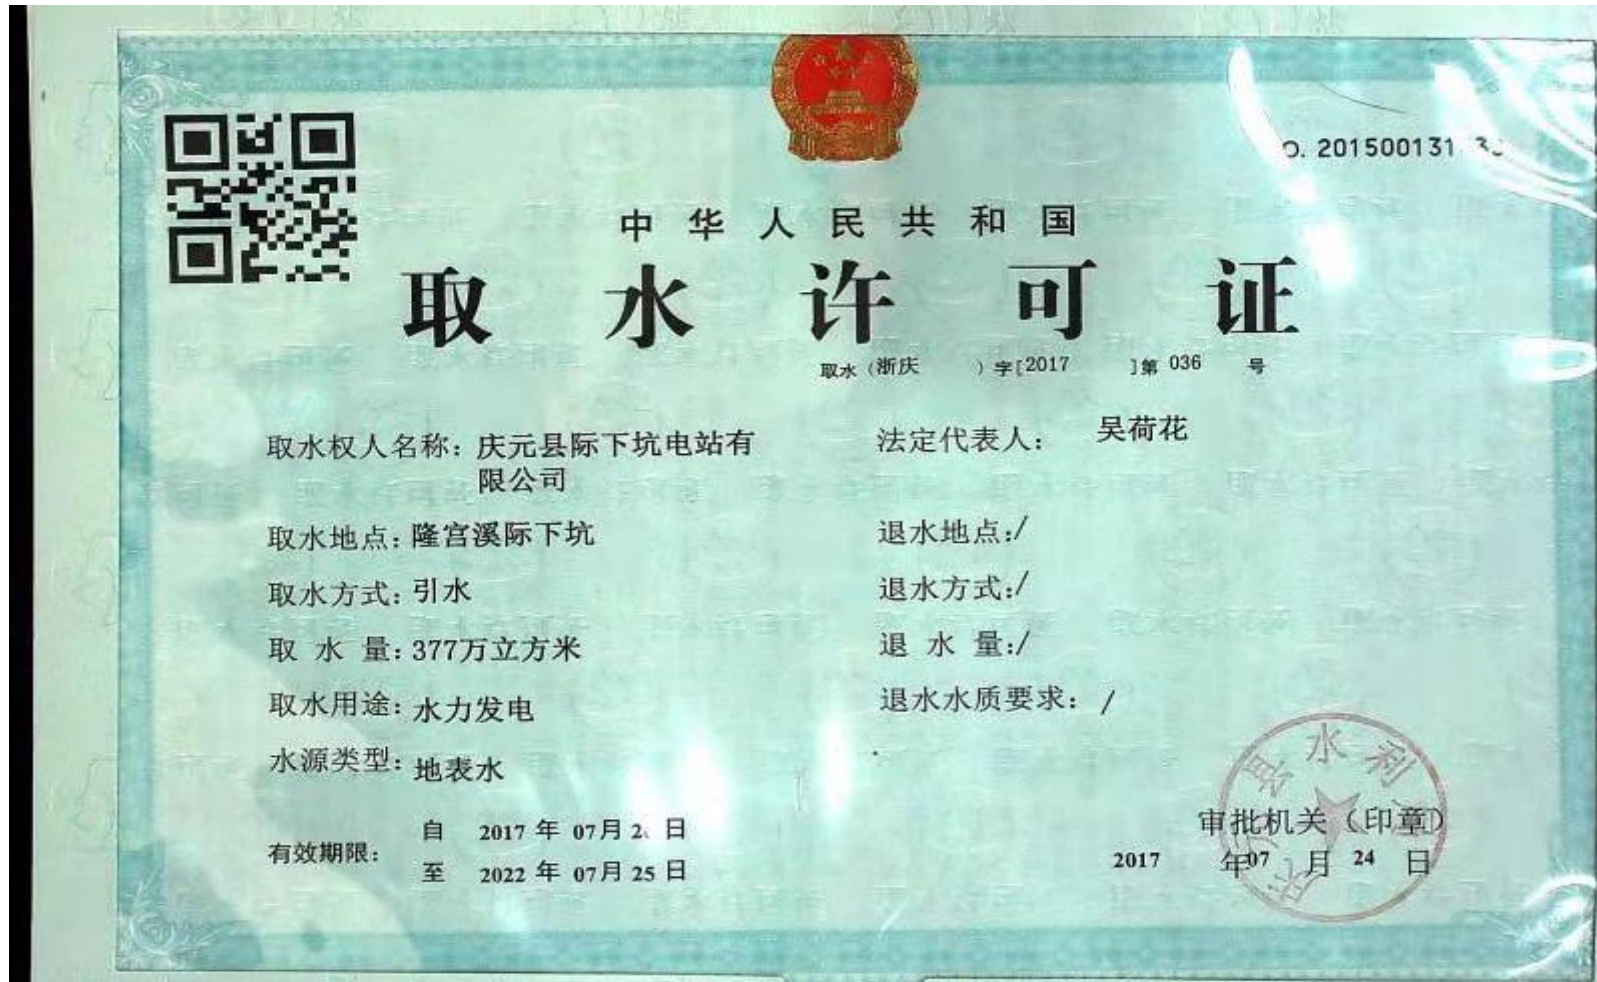 O. 201500131
中华人民共和国
取水许可证
取水（浙庆 ）字[2017 ]第 036 号
取水权人名称：庆元县际下坑电站有
限公司
法定代表人： 吴荷花
取水地点：隆宫溪际下坑
退水地点:/
取水方式：引水
退水方式:/
取 水 量：377万立方米
退 水 量:/
取水用途：水力发电
退水水质要求： /
水源类型：地表水
有效期限：
自 2017 年 07月 2 日
至 2022 年 07月 25 日
县水利
审批机关（印章）
2017 年 07 月 24 日